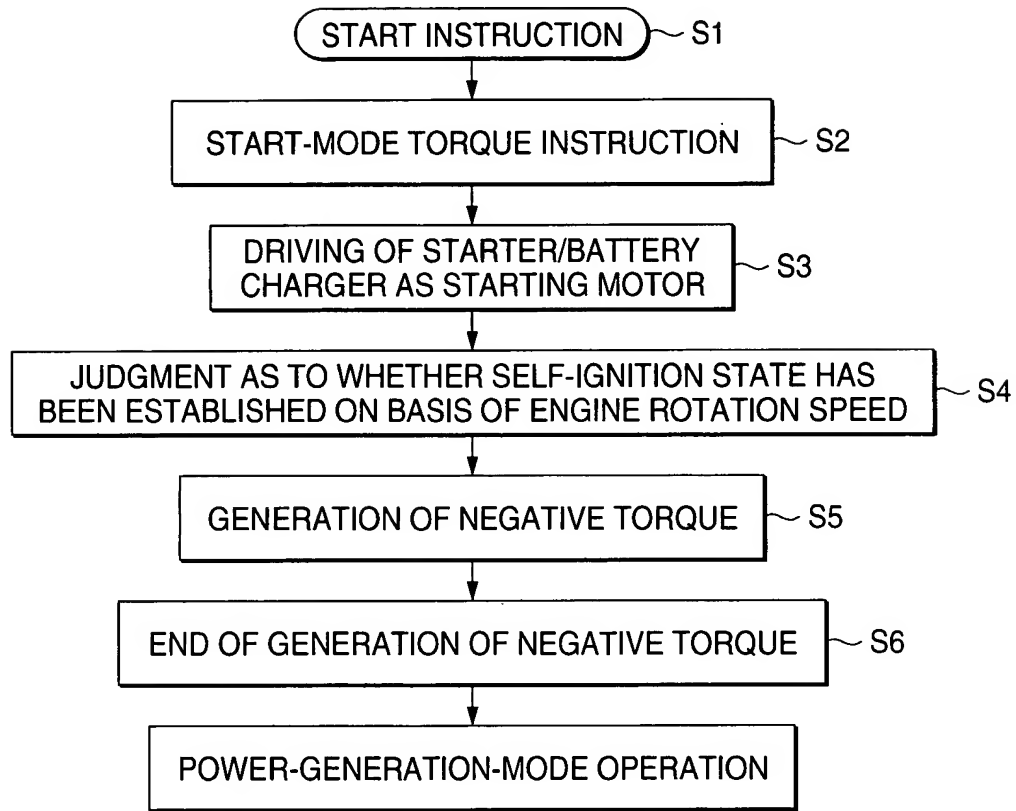 START INSTRUCTION S1
START-MODE TORQUE INSTRUCTION S2
DRIVING OF STARTER/BATTERY
CHARGER AS STARTING MOTOR
S3
JUDGMENT AS TO WHETHER SELF-IGNITION STATE HAS
BEEN ESTABLISHED ON BASIS OF ENGINE ROTATION SPEED
S4
GENERATION OF NEGATIVE TORQUE S5
END OF GENERATION OF NEGATIVE TORQUE S6
POWER-GENERATION-MODE OPERATION